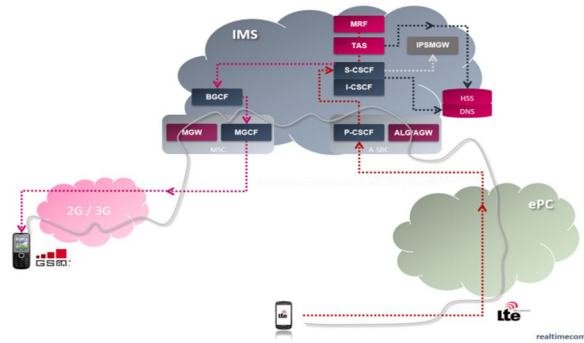 MRF
IMS
TAS
IPSMGW
S-CSCF
I-CSCF
BGCF
HSS
DNS
MGW
MGCF
P-CSCF
ALG/AGW
MSC
A-SBC
2G / 3G
ePC
GSM
Lte
Lte
realtimecom